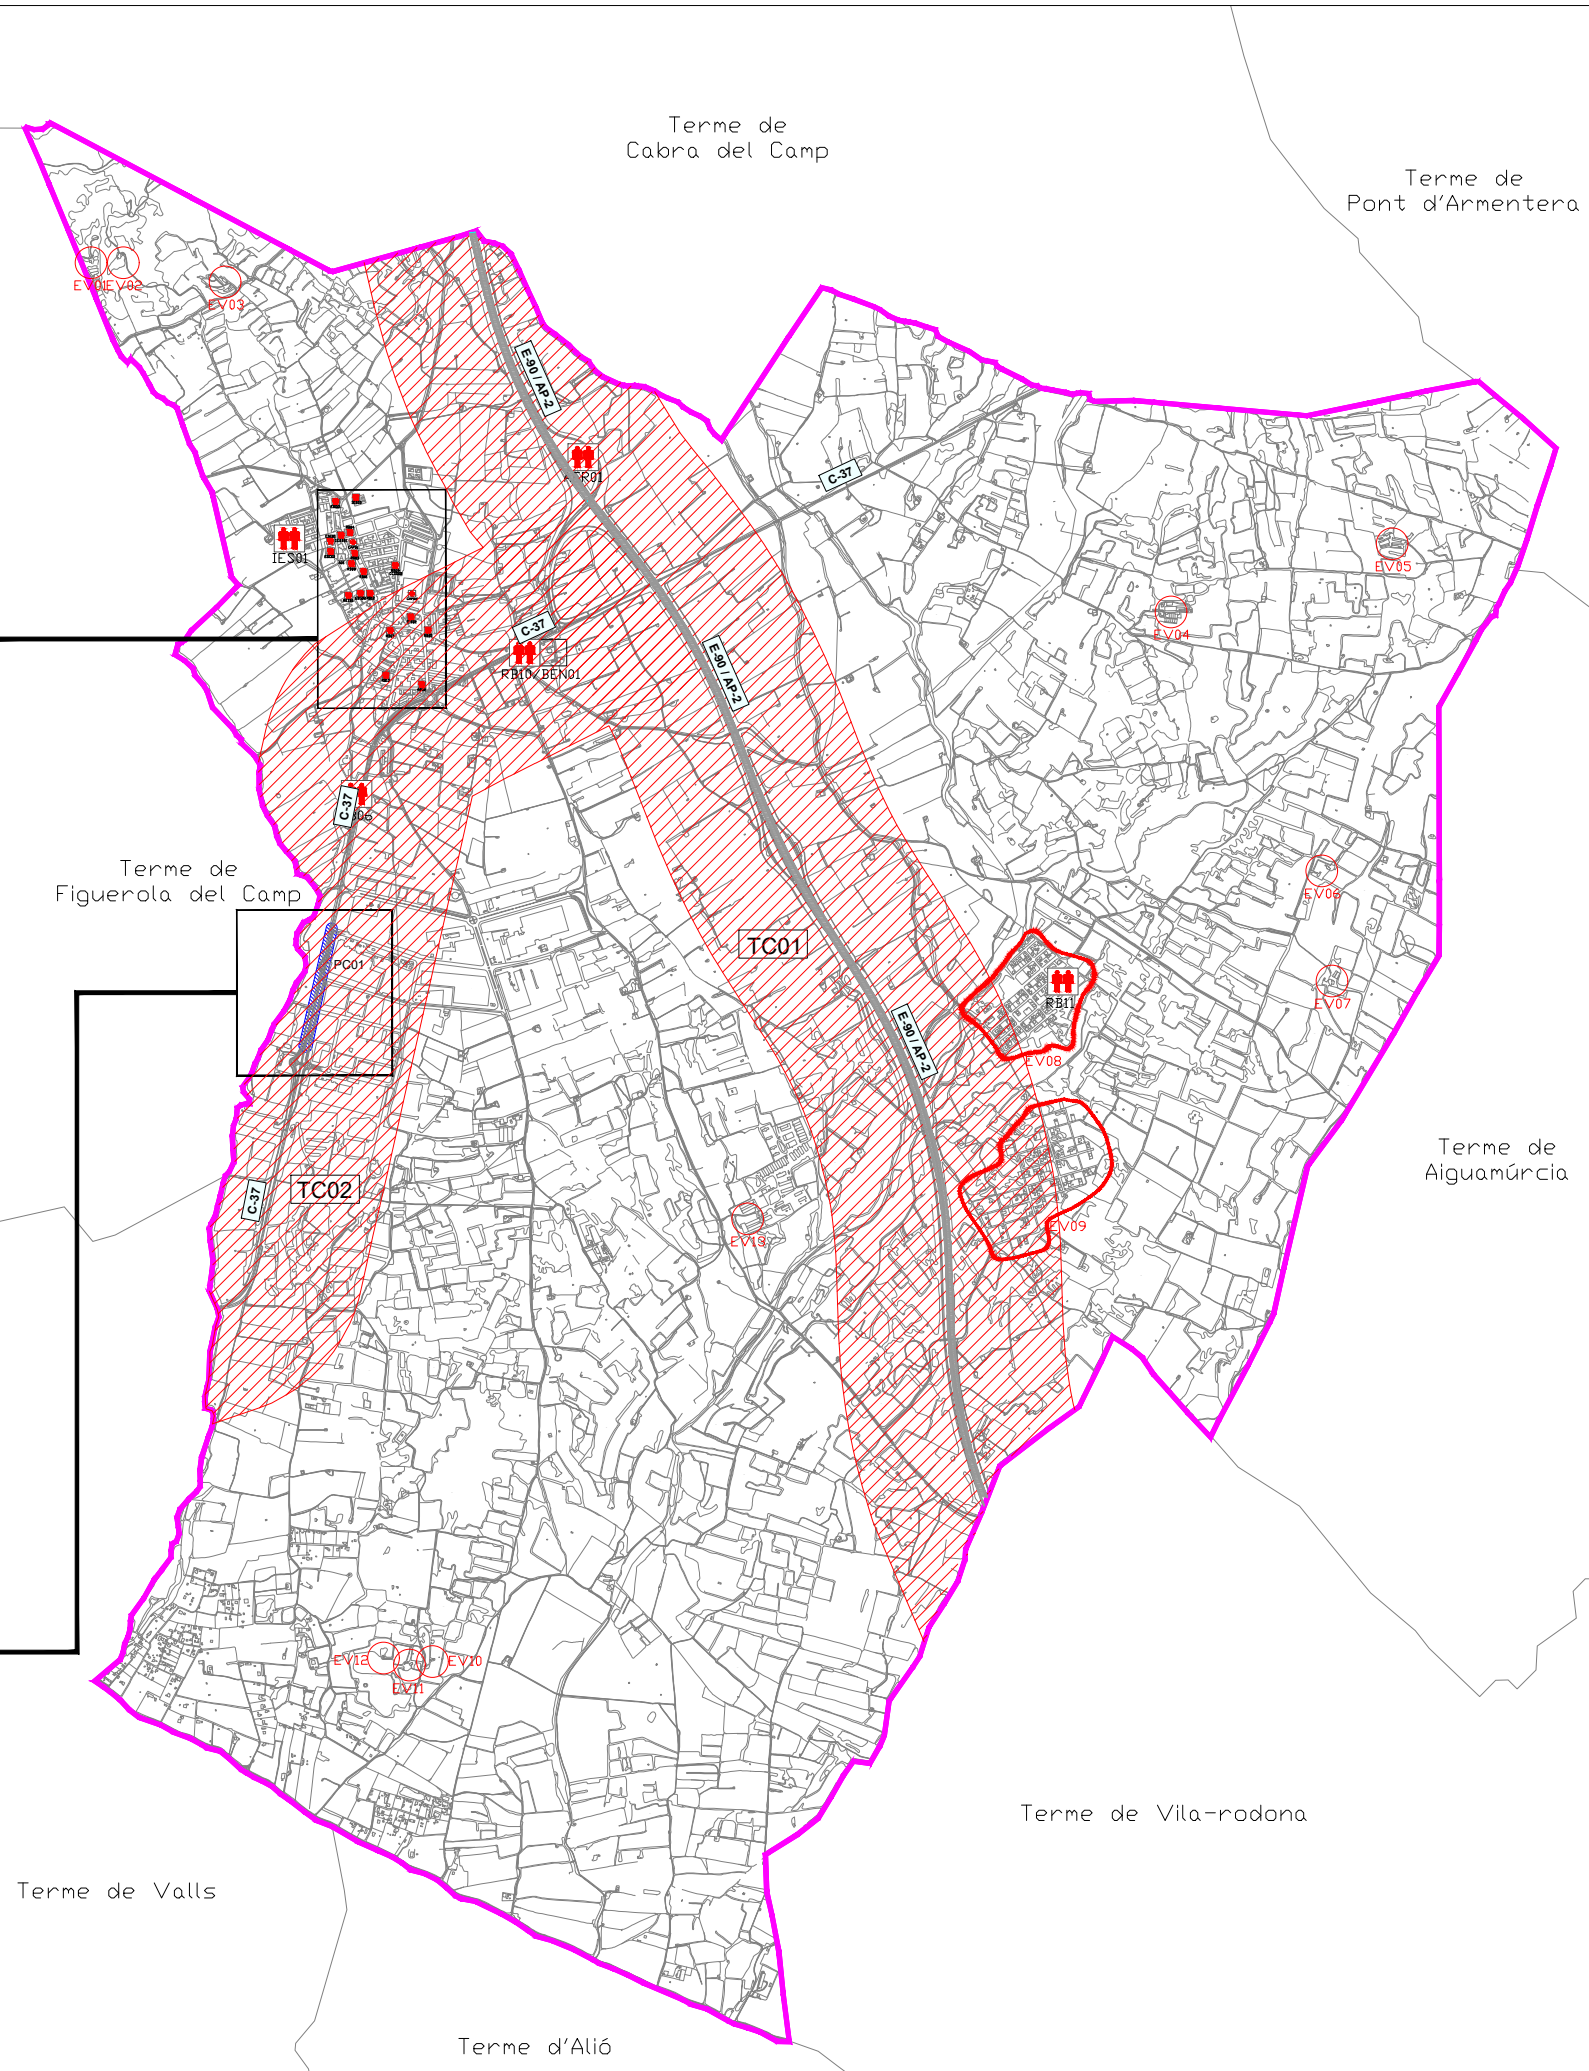 Terme de
Cabra del Camp
Terme de
Pont d'Armentera
EV01
EV02
EV03
E-90 / AP-2
C-37
IES01
EV05
EV04
C-37
RB10/BEN01
E-90 / AP-2
C-37
Terme de
Figuerola del Camp
EV06
TC01
PC01
RB11
EV07
E-90 / AP-2
EV08
Terme de
Aiguamúrcia
TC02
C-37
EV09
EV13
EV12
EV10
EV11
Terme de Vila-rodona
Terme de Valls
Terme d'Alió